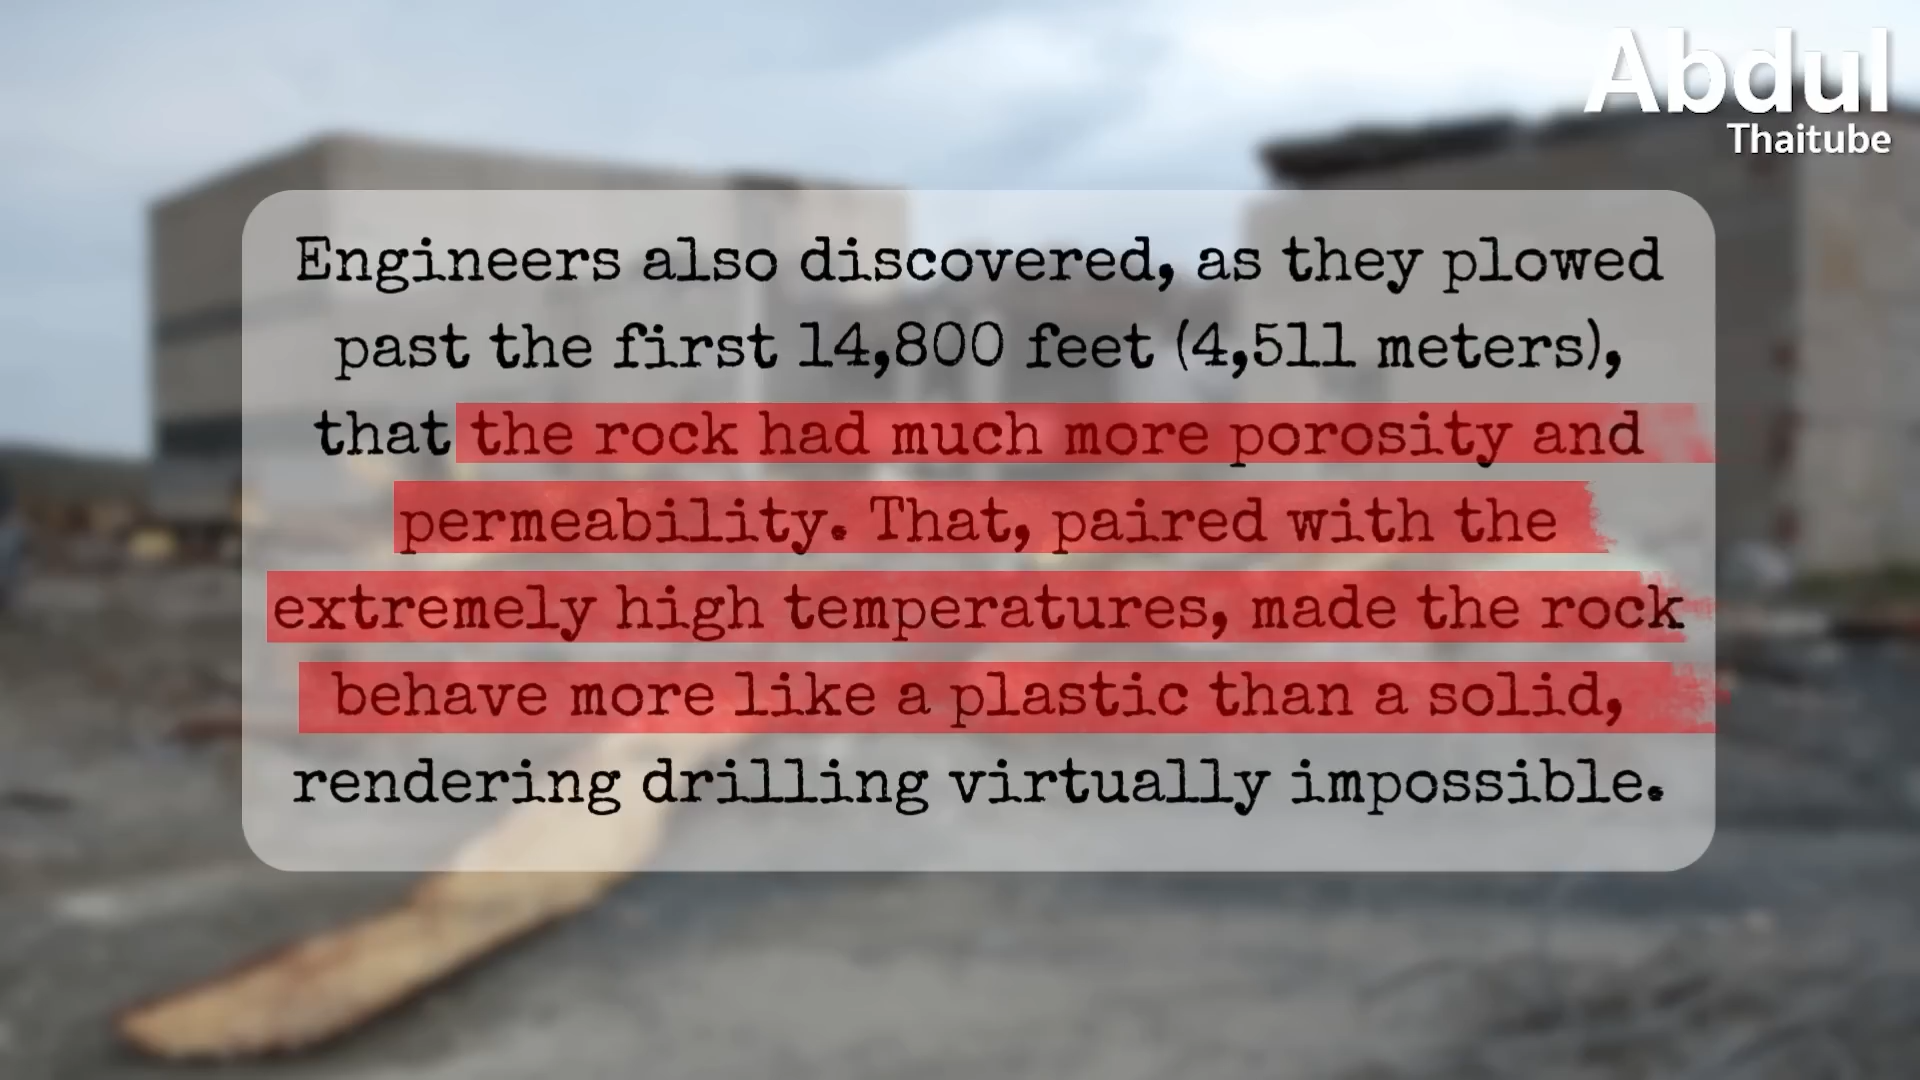 Abdul
Thaitube
Engineers also discovered, as they plowed
past the first 14,800 feet (4,511 meters),
that the rock had much more porosity and
permeability. That, paired with the
extremely high temperatures, made the rock
behave more like a plastic than a solid,
rendering drilling virtually impossible.